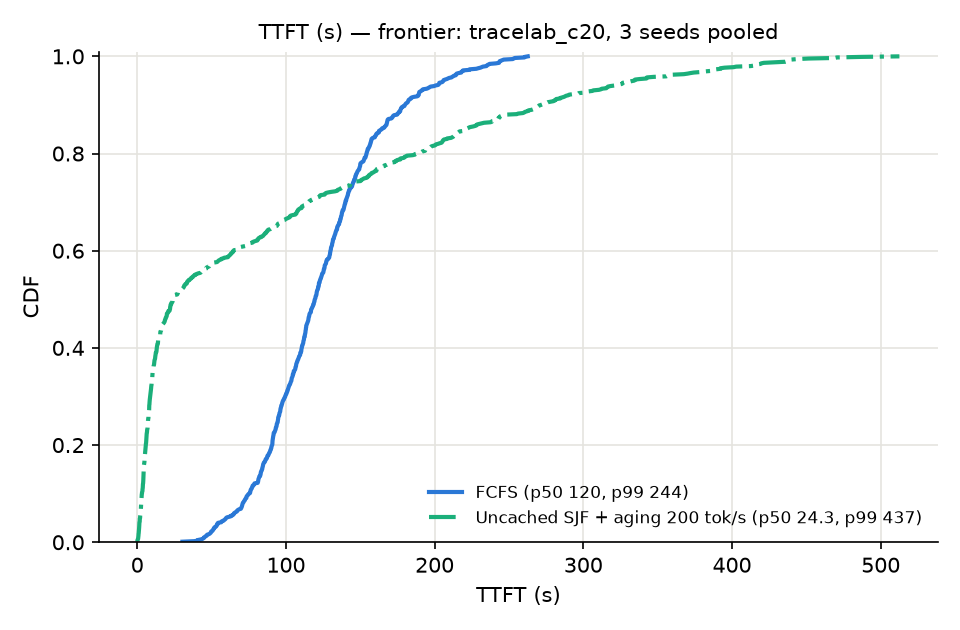 TTFT (s) — frontier: tracelab_c20, 3 seeds pooled
1.0
0.8
0.6
0.4
0.2
0.0
CDF
FCFS (p50 120, p99 244)
Uncached SJF + aging 200 tok/s (p50 24.3, p99 437)
0 100 200 300 400 500
TTFT (s)